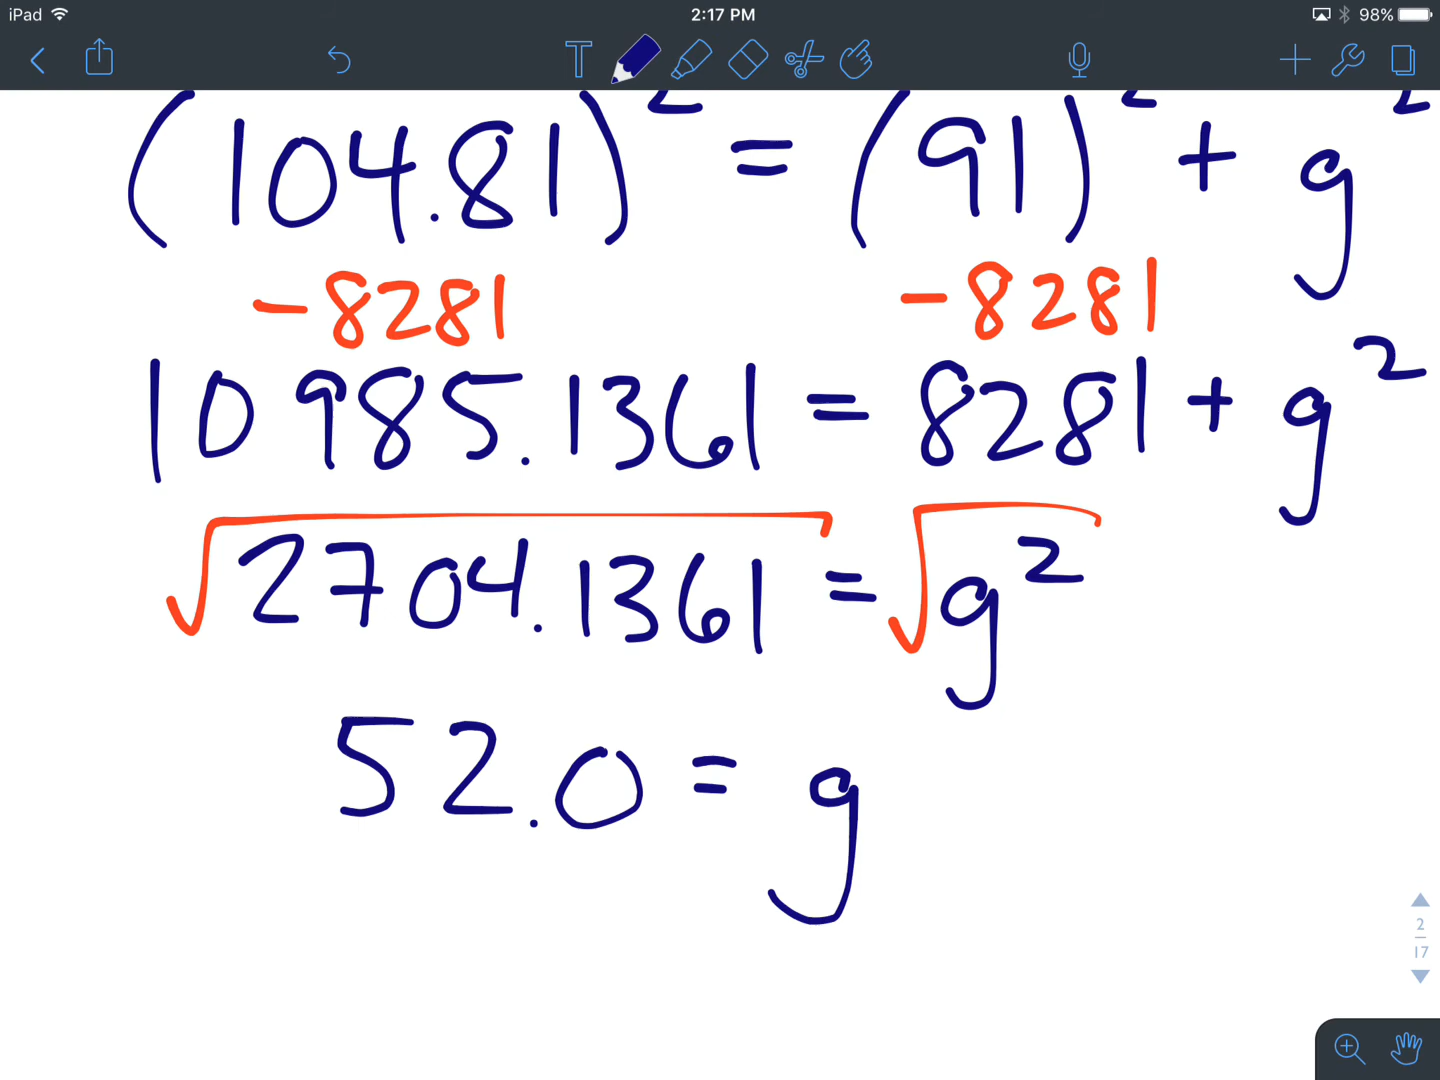 iPad 2:17 PM 98%
T
(104.81)² = (91)² + g²
-8281 -8281
10985.1361 = 8281 + g²
√2704.1361 = √g²
52.0 = g
2
17